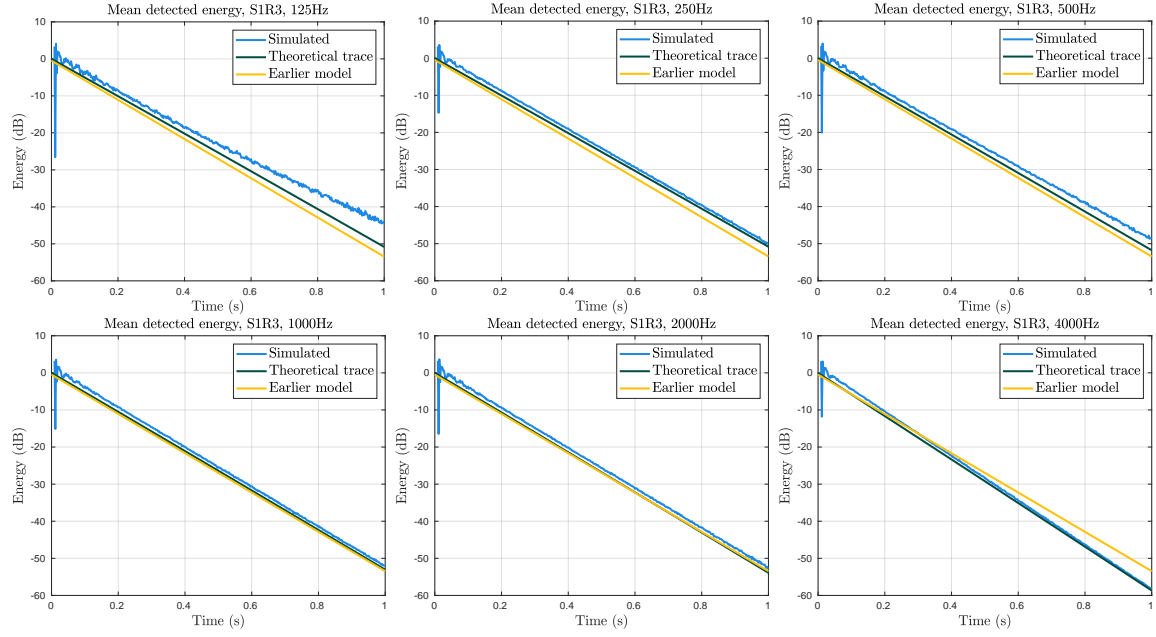 Mean detected energy, S1R3, 125Hz
10
0
-10
-20
-30
-40
-50
-60
Energy (dB)
Simulated
Theoretical trace
Earlier model
0
0.2
0.4
0.6
0.8
1
Time (s)
Mean detected energy, S1R3, 250Hz
10
0
-10
-20
-30
-40
-50
-60
Energy (dB)
Simulated
Theoretical trace
Earlier model
0
0.2
0.4
0.6
0.8
1
Time (s)
Mean detected energy, S1R3, 500Hz
10
0
-10
-20
-30
-40
-50
-60
Energy (dB)
Simulated
Theoretical trace
Earlier model
0
0.2
0.4
0.6
0.8
1
Time (s)
Mean detected energy, S1R3, 1000Hz
10
0
-10
-20
-30
-40
-50
-60
Energy (dB)
Simulated
Theoretical trace
Earlier model
0
0.2
0.4
0.6
0.8
1
Time (s)
Mean detected energy, S1R3, 2000Hz
10
0
-10
-20
-30
-40
-50
-60
Energy (dB)
Simulated
Theoretical trace
Earlier model
0
0.2
0.4
0.6
0.8
1
Time (s)
Mean detected energy, S1R3, 4000Hz
10
0
-10
-20
-30
-40
-50
-60
Energy (dB)
Simulated
Theoretical trace
Earlier model
0
0.2
0.4
0.6
0.8
1
Time (s)